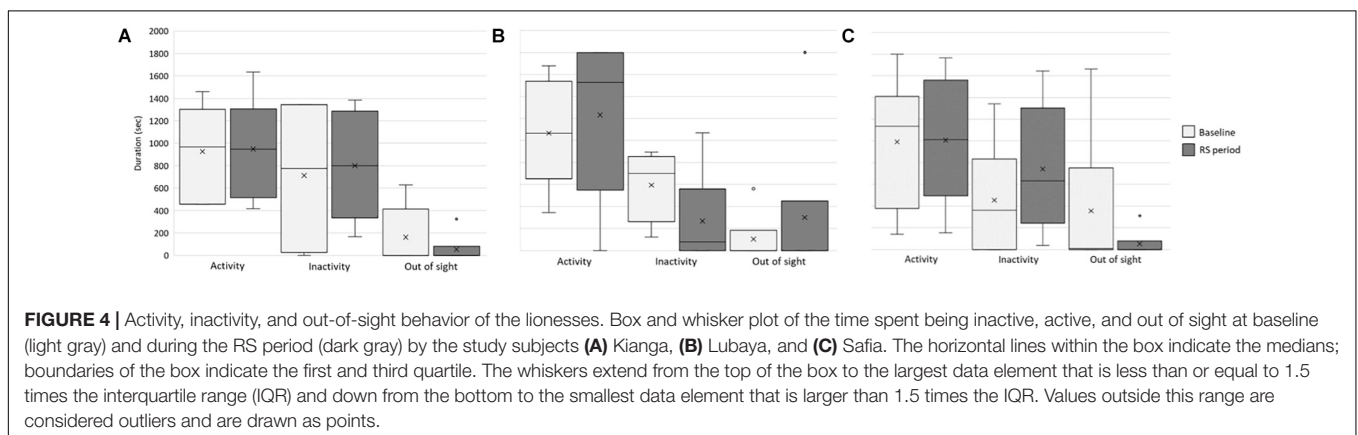 A
B
C
2000
1800
1600
1400
1200
1000
800
600
400
200
0
Duration (sec)
Activity
Inactivity
Out of sight
Activity
Inactivity
Out of sight
Activity
Inactivity
Out of sight
Baseline
RS period
FIGURE 4 | Activity, inactivity, and out-of-sight behavior of the lionesses. Box and whisker plot of the time spent being inactive, active, and out of sight at baseline
(light gray) and during the RS period (dark gray) by the study subjects (A) Kianga, (B) Lubaya, and (C) Safia. The horizontal lines within the box indicate the medians;
boundaries of the box indicate the first and third quartile. The whiskers extend from the top of the box to the largest data element that is less than or equal to 1.5
times the interquartile range (IQR) and down from the bottom to the smallest data element that is larger than 1.5 times the IQR. Values outside this range are
considered outliers and are drawn as points.